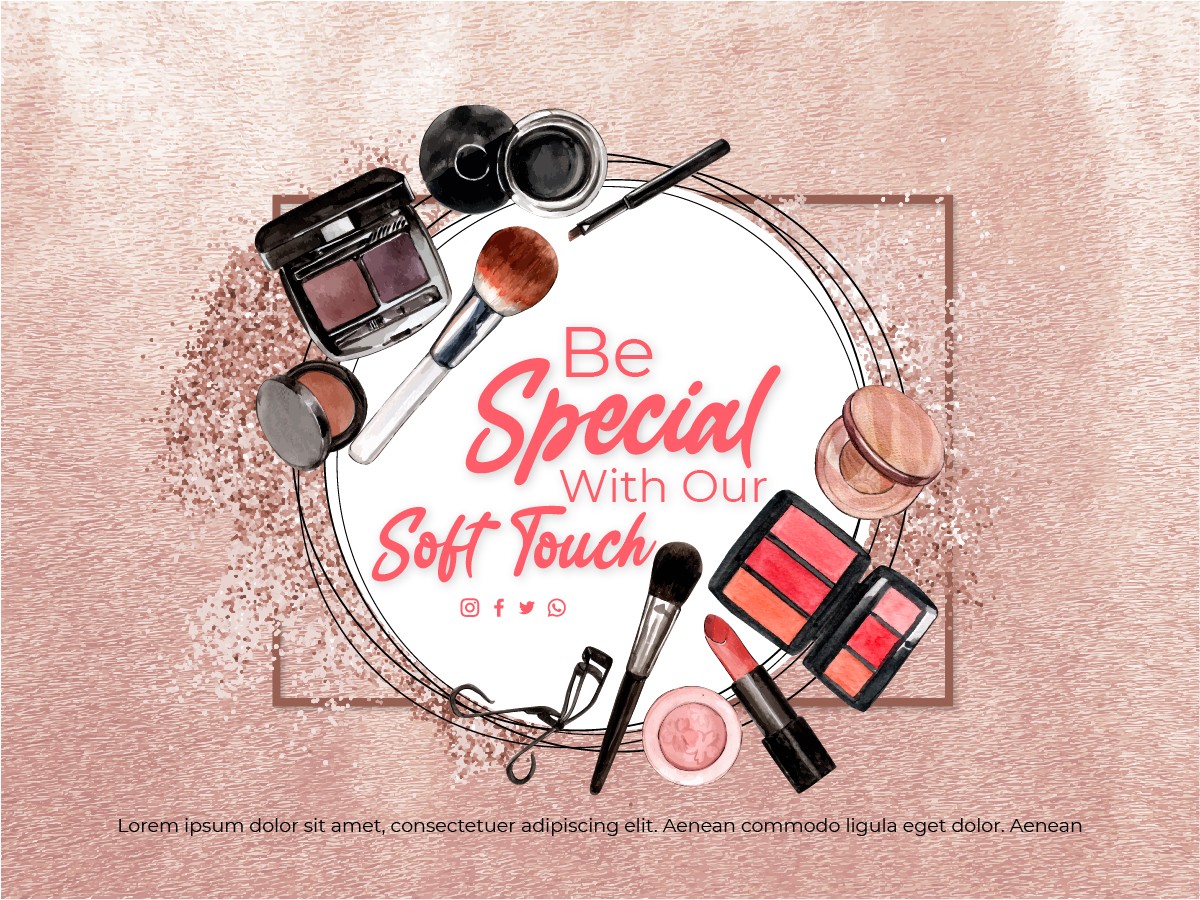 Be
Special
With Our
Soft Touch
Lorem ipsum dolor sit amet, consectetuer adipiscing elit. Aenean commodo ligula eget dolor. Aenean